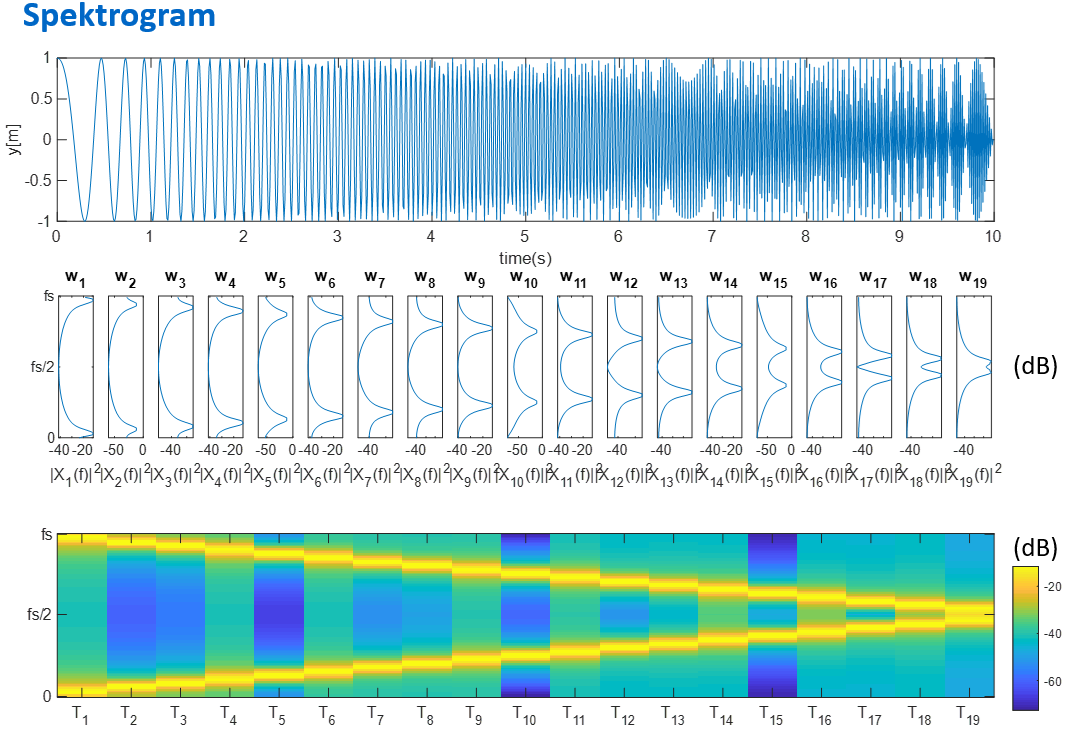 Spektrogram
1
0.5
0
-0.5
-1
y[m]
0 1 2 3 4 5 6 7 8 9 10
time(s)
w1 w2 w3 w4 w5 w6 w7 w8 w9 w10 w11 w12 w13 w14 w15 w16 w17 w18 w19
fs
fs/2
0
(dB)
-40 -20 -50 0 -40 -40 -20 -50 0 -40 -40 -40 -40 -20 -50 0 -40 -20 -40 -40 -40 -20 -50 0 -40 -40 -40 -40
|X1(f)|2 |X2(f)|2 |X3(f)|2 |X4(f)|2 |X5(f)|2 |X6(f)|2 |X7(f)|2 |X8(f)|2 |X9(f)|2 |X10(f)|2 |X11(f)|2 |X12(f)|2 |X13(f)|2 |X14(f)|2 |X15(f)|2 |X16(f)|2 |X17(f)|2 |X18(f)|2 |X19(f)|2
fs
fs/2
0
(dB)
-20
-40
-60
T1 T2 T3 T4 T5 T6 T7 T8 T9 T10 T11 T12 T13 T14 T15 T16 T17 T18 T19